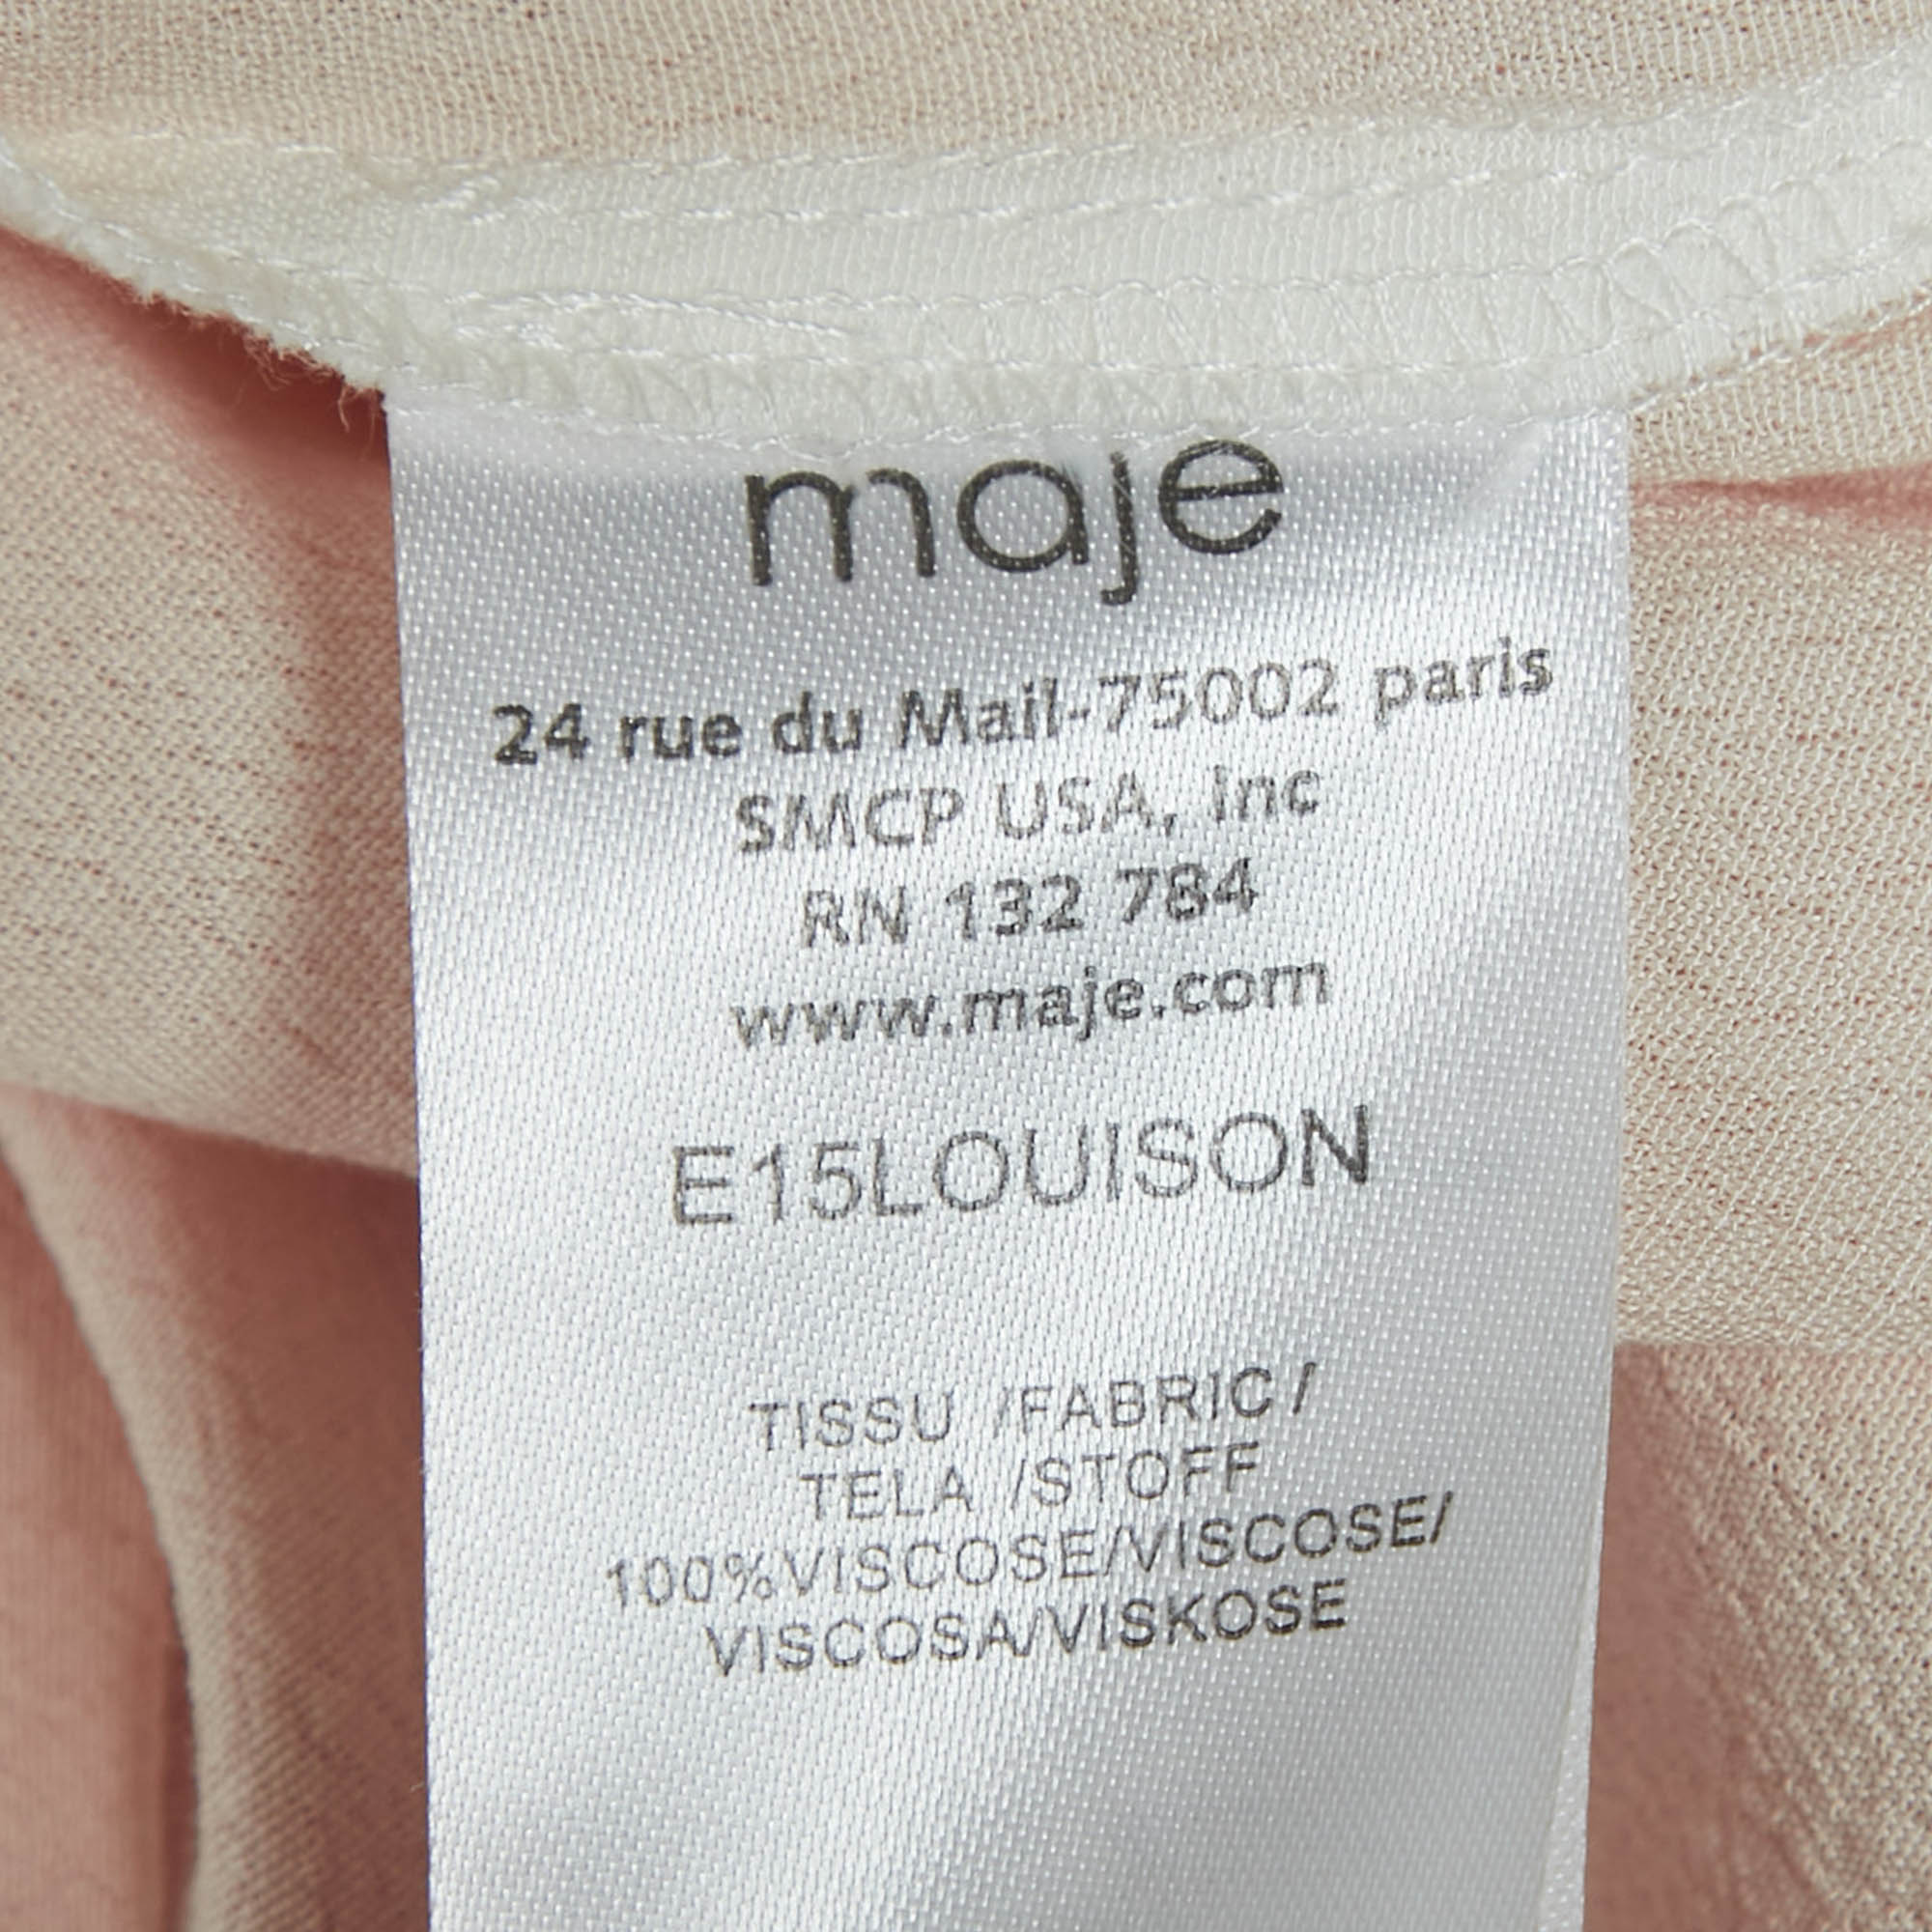 maje
24 rue du Mail-75002 paris
SMCP USA, inc
RN 132 784
www.maje.com
E15LOUISON
TISSU /FABRIC/
TELA /STOFF
100%VISCOSE/VISCOSE/
VISCOSA/VISKOSE